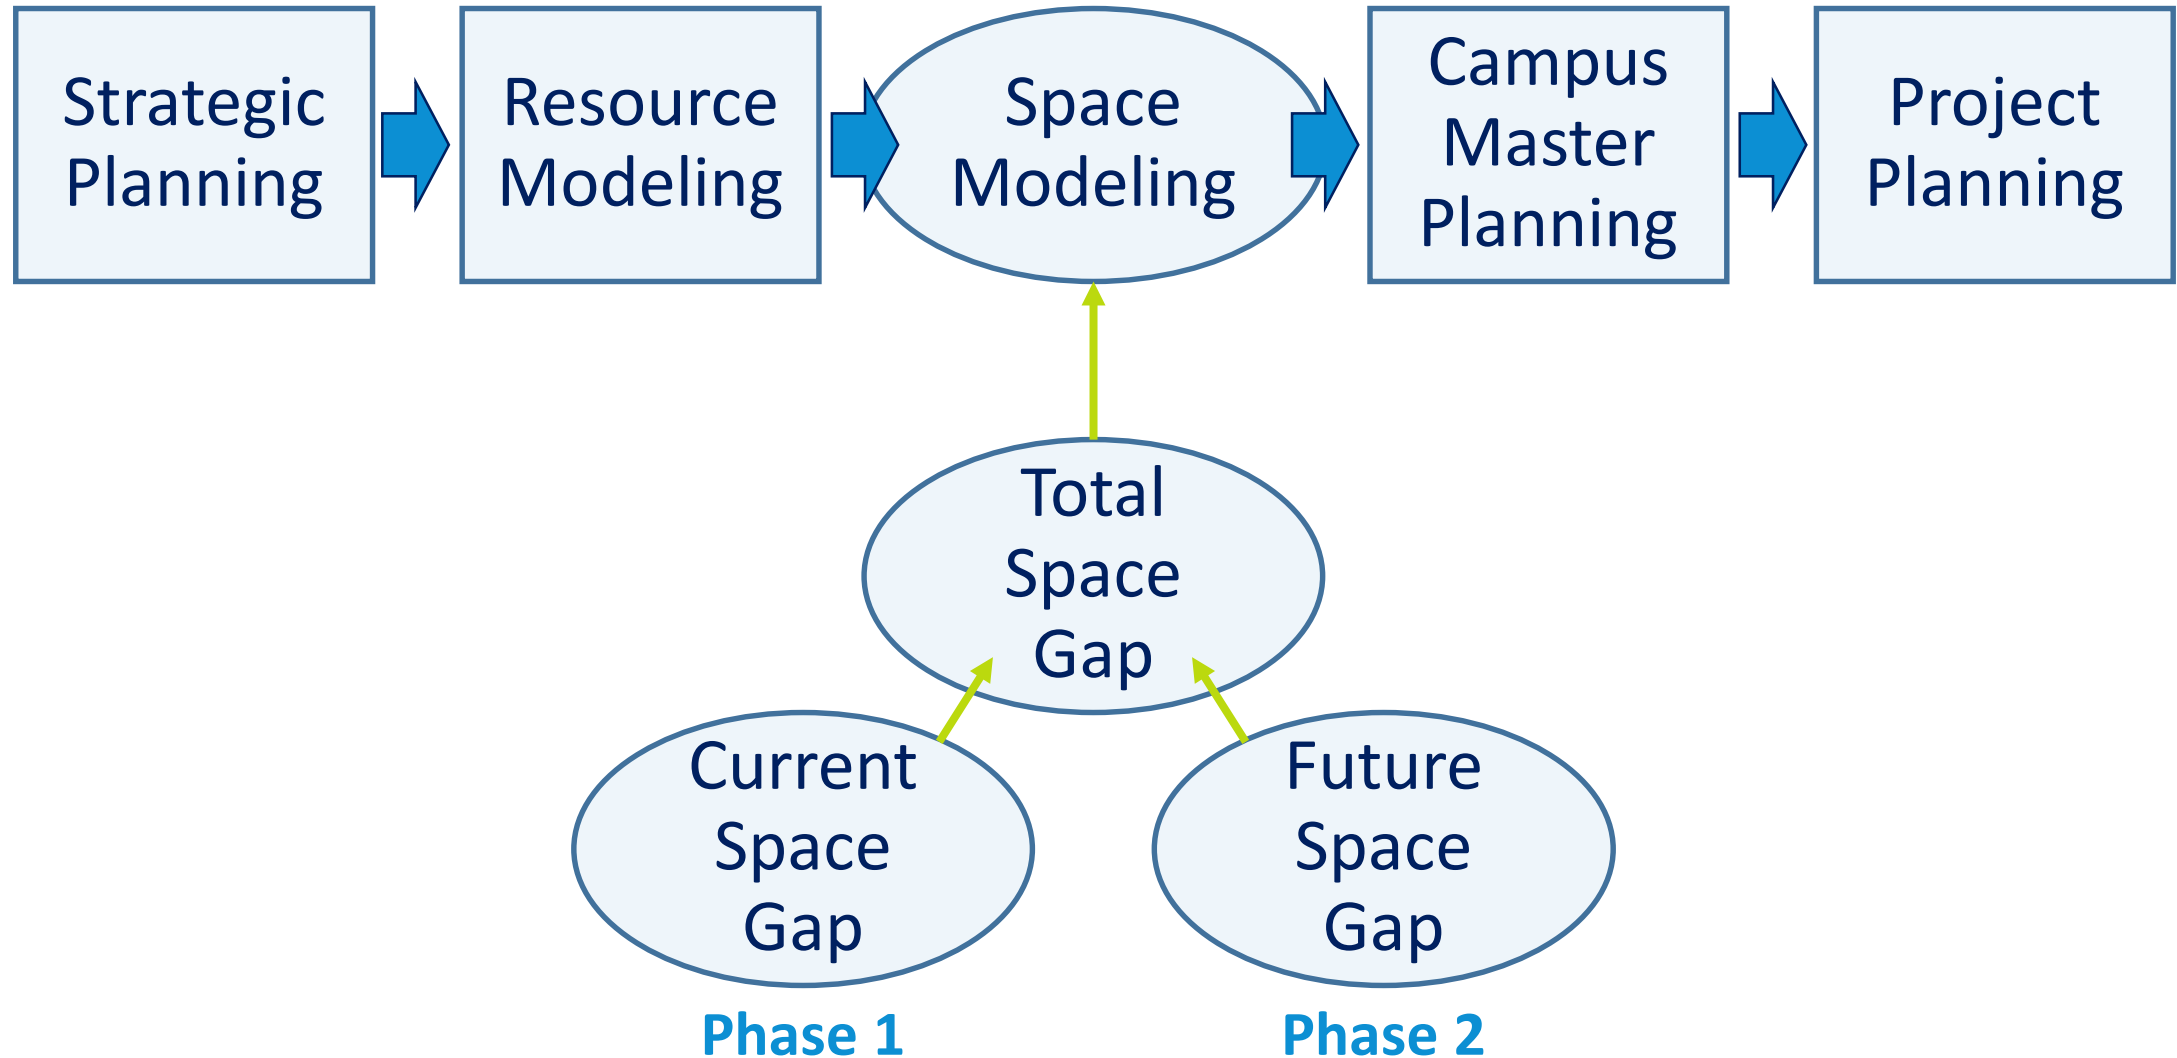 Strategic
Planning
Resource
Modeling
Space
Modeling
Campus
Master
Planning
Project
Planning
Total
Space
Gap
Current
Space
Gap
Future
Space
Gap
Phase 1
Phase 2